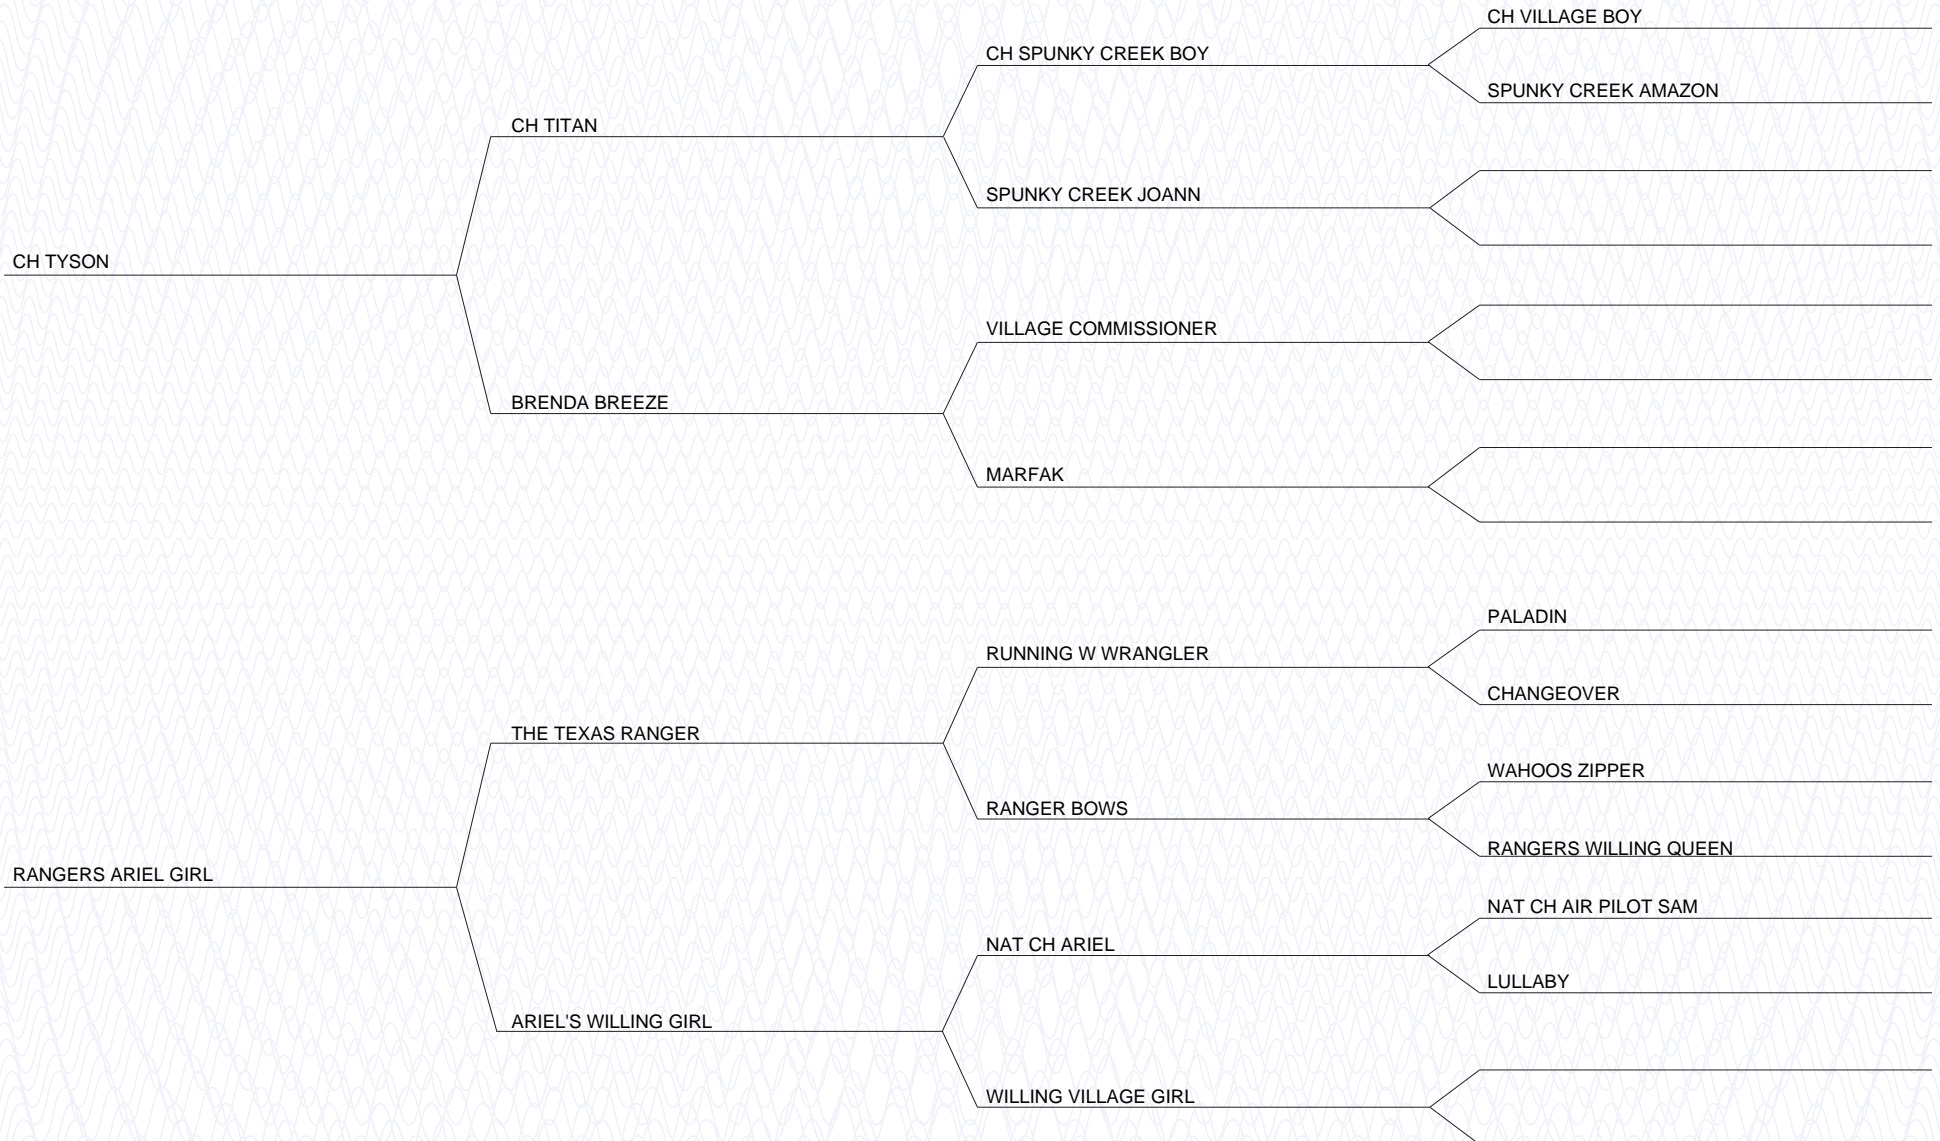 CH VILLAGE BOY
CH SPUNKY CREEK BOY
SPUNKY CREEK AMAZON
CH TITAN
SPUNKY CREEK JOANN
CH TYSON
VILLAGE COMMISSIONER
BRENDA BREEZE
MARFAK
PALADIN
RUNNING W WRANGLER
CHANGEOVER
THE TEXAS RANGER
WAHOOS ZIPPER
RANGER BOWS
RANGERS WILLING QUEEN
RANGERS ARIEL GIRL
NAT CH AIR PILOT SAM
NAT CH ARIEL
LULLABY
ARIEL'S WILLING GIRL
WILLING VILLAGE GIRL